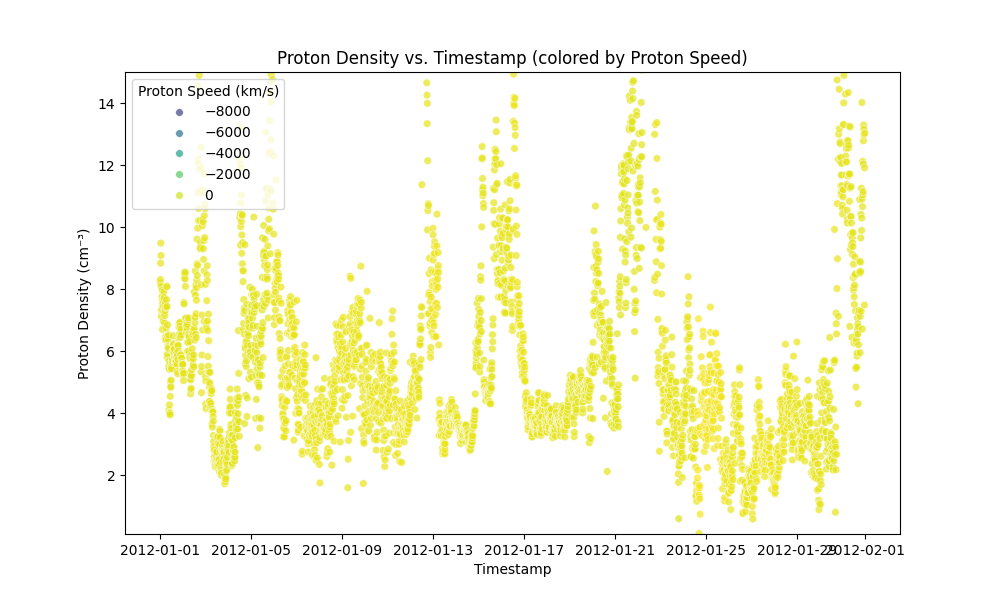 Proton Density vs. Timestamp (colored by Proton Speed)
Proton Speed (km/s)
−8000
−6000
−4000
−2000
0
Proton Density (cm⁻³)
14
12
10
8
6
4
2
2012-01-01 2012-01-05 2012-01-09 2012-01-13 2012-01-17 2012-01-21 2012-01-25 2012-01-29 2012-02-01
Timestamp